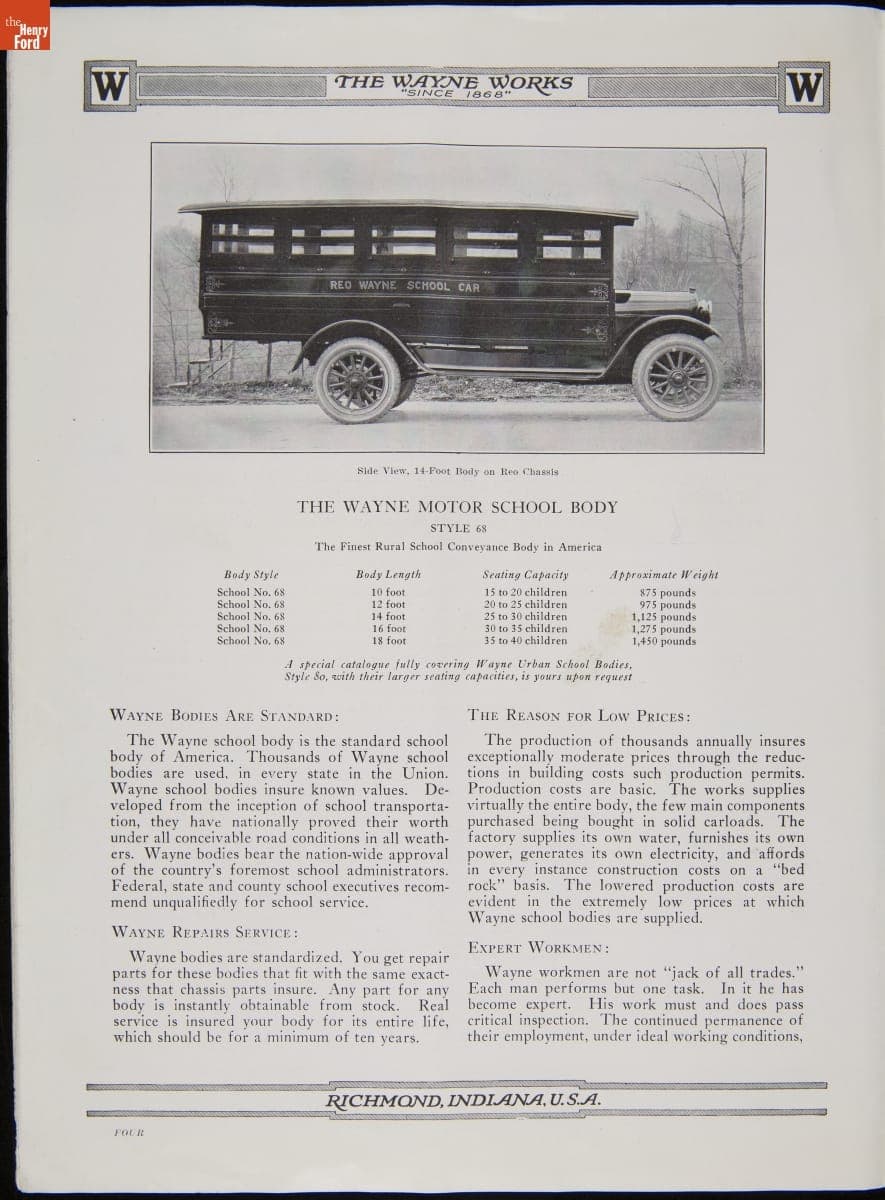 the
Henry
Ford
W
THE WAYNE WORKS
"SINCE 1868"
W
REO WAYNE SCHOOL CAR
Side View, 14-Foot Body on Reo Chassis
THE WAYNE MOTOR SCHOOL BODY
STYLE 68
The Finest Rural School Conveyance Body in America
Body Style Body Length Seating Capacity Approximate Weight
School No. 68 10 foot 15 to 20 children 875 pounds
School No. 68 12 foot 20 to 25 children 975 pounds
School No. 68 14 foot 25 to 30 children 1,125 pounds
School No. 68 16 foot 30 to 35 children 1,275 pounds
School No. 68 18 foot 35 to 40 children 1,450 pounds
A special catalogue fully covering Wayne Urban School Bodies,
Style 80, with their larger seating capacities, is yours upon request
WAYNE BODIES ARE STANDARD:
The Wayne school body is the standard school
body of America. Thousands of Wayne school
bodies are used, in every state in the Union.
Wayne school bodies insure known values. De-
veloped from the inception of school transporta-
tion, they have nationally proved their worth
under all conceivable road conditions in all weath-
ers. Wayne bodies bear the nation-wide approval
of the country's foremost school administrators.
Federal, state and county school executives recom-
mend unqualifiedly for school service.
WAYNE REPAIRS SERVICE:
Wayne bodies are standardized. You get repair
parts for these bodies that fit with the same exact-
ness that chassis parts insure. Any part for any
body is instantly obtainable from stock. Real
service is insured your body for its entire life,
which should be for a minimum of ten years.
THE REASON FOR LOW PRICES:
The production of thousands annually insures
exceptionally moderate prices through the reduc-
tions in building costs such production permits.
Production costs are basic. The works supplies
virtually the entire body, the few main components
purchased being bought in solid carloads. The
factory supplies its own water, furnishes its own
power, generates its own electricity, and affords
in every instance construction costs on a "bed
rock" basis. The lowered production costs are
evident in the extremely low prices at which
Wayne school bodies are supplied.
EXPERT WORKMEN:
Wayne workmen are not "jack of all trades."
Each man performs but one task. In it he has
become expert. His work must and does pass
critical inspection. The continued permanence of
their employment, under ideal working conditions,
RICHMOND, INDIANA, U.S.A.
FOUR